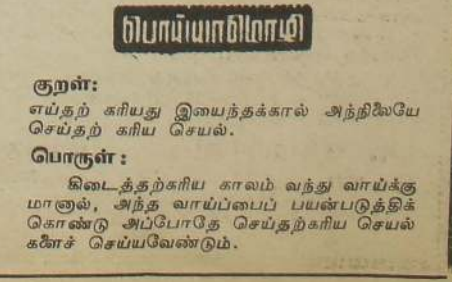 பொய்யாமொழி
குறள்:
எய்தற் கரியது இயைந்தக்கால் அந்நிலையே
செய்தற் கரிய செயல்.
பொருள்:
கிடைத்தற்கரிய காலம் வந்து வாய்க்கு
மானால், அந்த வாய்ப்பைப் பயன்படுத்திக்
கொண்டு அப்போதே செய்தற்கரிய செயல்
களைச் செய்யவேண்டும்.